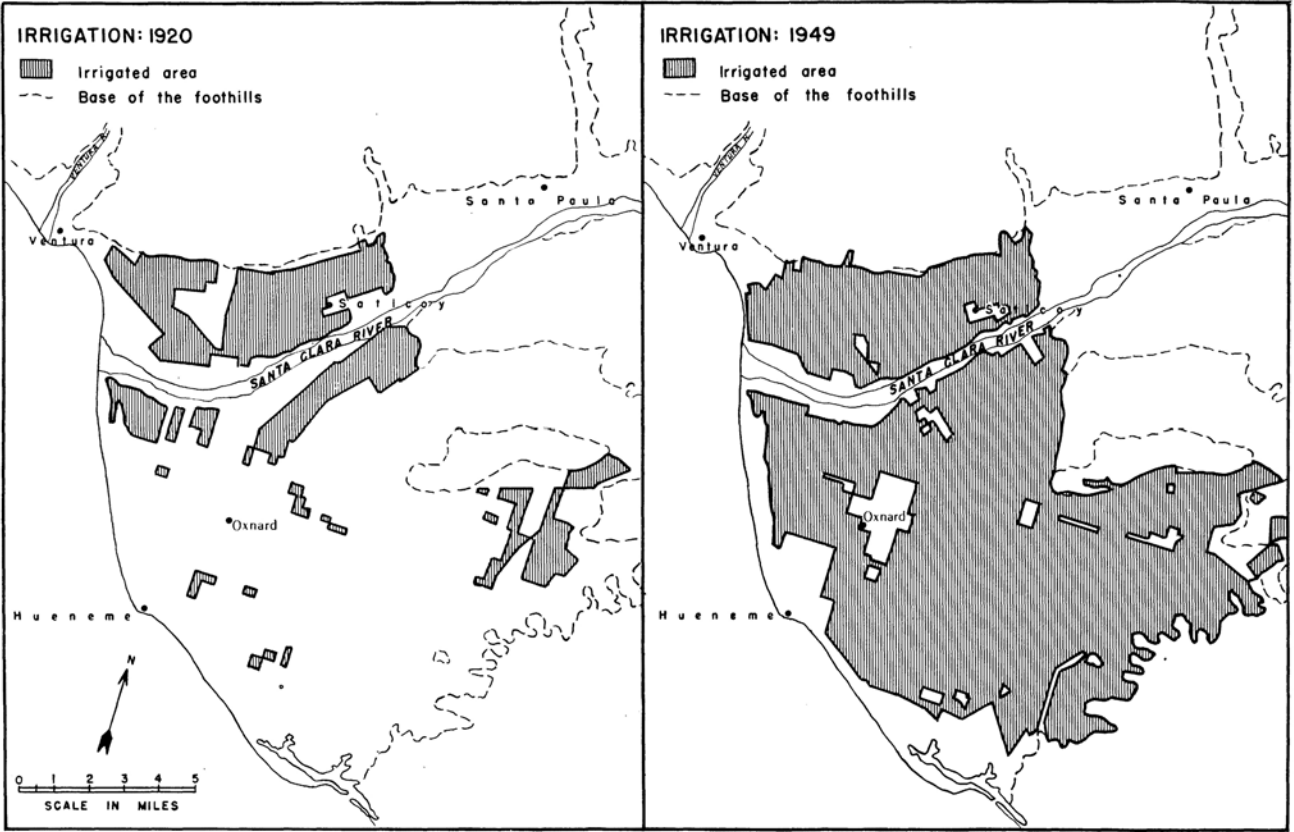 IRRIGATION: 1920
Irrigated area
Base of the foothills
VENTURA R.
Santa Paula
Ventura
Saticoy
SANTA CLARA RIVER
Oxnard
Hueneme
N
0 1 2 3 4 5
SCALE IN MILES
IRRIGATION: 1949
Irrigated area
Base of the foothills
VENTURA R.
Santa Paula
Ventura
Saticoy
SANTA CLARA RIVER
Oxnard
Hueneme